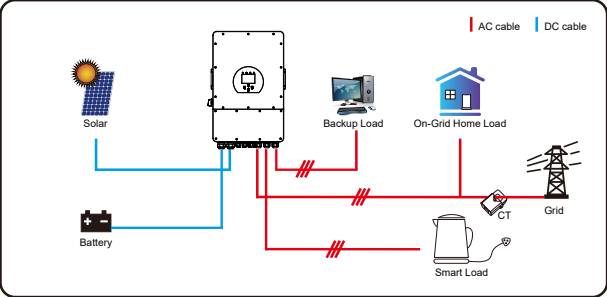 AC cable
DC cable
Solar
Backup Load
On-Grid Home Load
CT
Grid
Battery
Smart Load